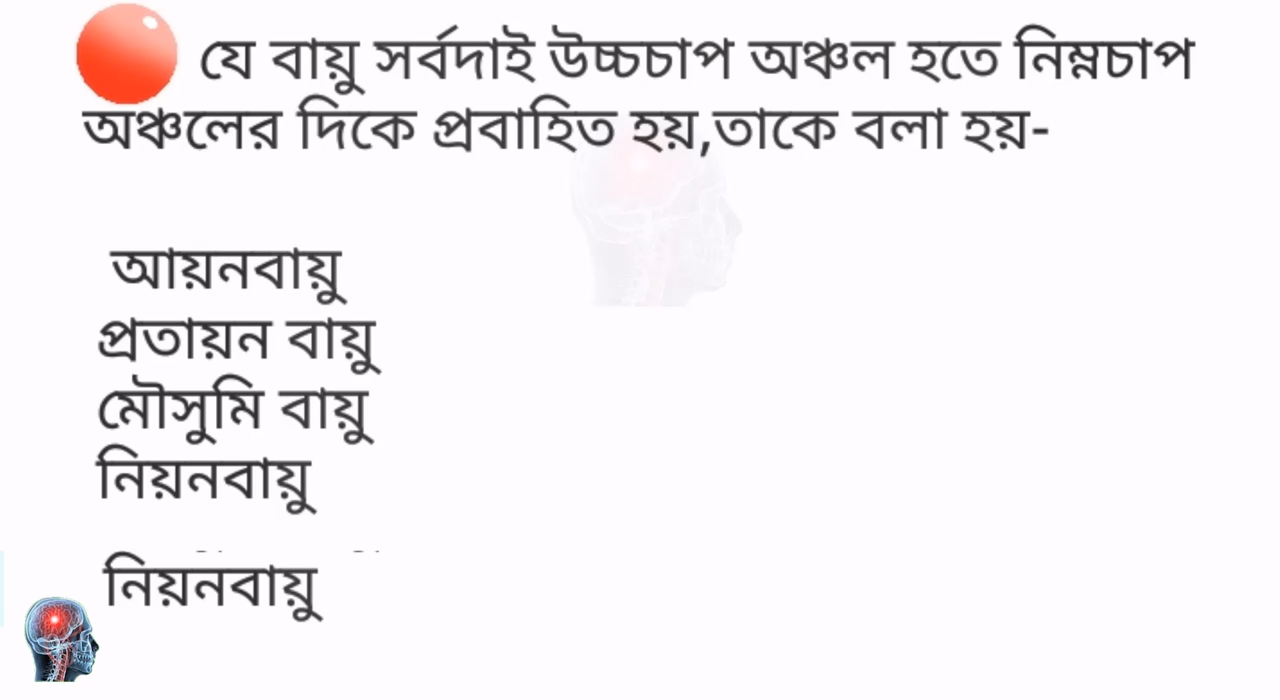 যে বায়ু সর্বদাই উচ্চচাপ অঞ্চল হতে নিম্নচাপ
অঞ্চলের দিকে প্রবাহিত হয়,তাকে বলা হয়-
আয়নবায়ু
প্রতায়ন বায়ু
মৌসুমি বায়ু
নিয়নবায়ু
নিয়নবায়ু